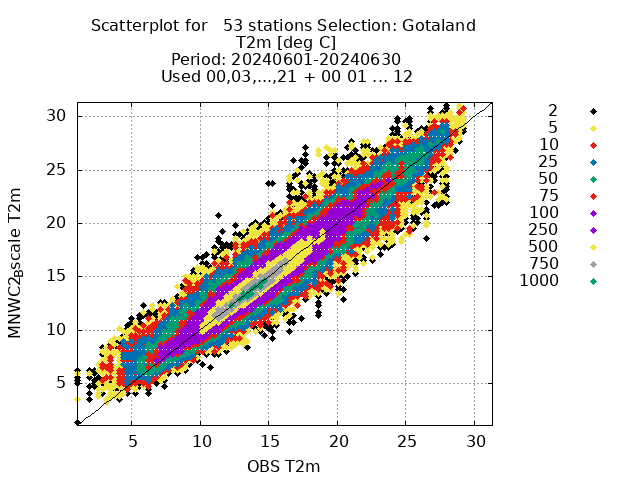 Scatterplot for 53 stations Selection: Gotaland
T2m [deg C]
Period: 20240601-20240630
Used 00,03,...,21 + 00 01 ... 12
30
25
20
15
10
5
MNWC2_Bscale T2m
5 10 15 20 25 30
OBS T2m
2
5
10
25
50
75
100
250
500
750
1000